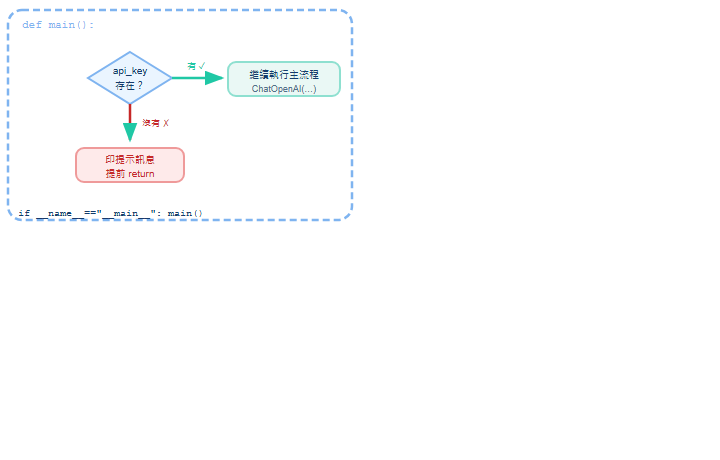 def main():
api_key
存在？
有 ✓
繼續執行主流程
ChatOpenAI(…)
沒有 ✗
印提示訊息
提前 return
if __name__=="__main__": main()